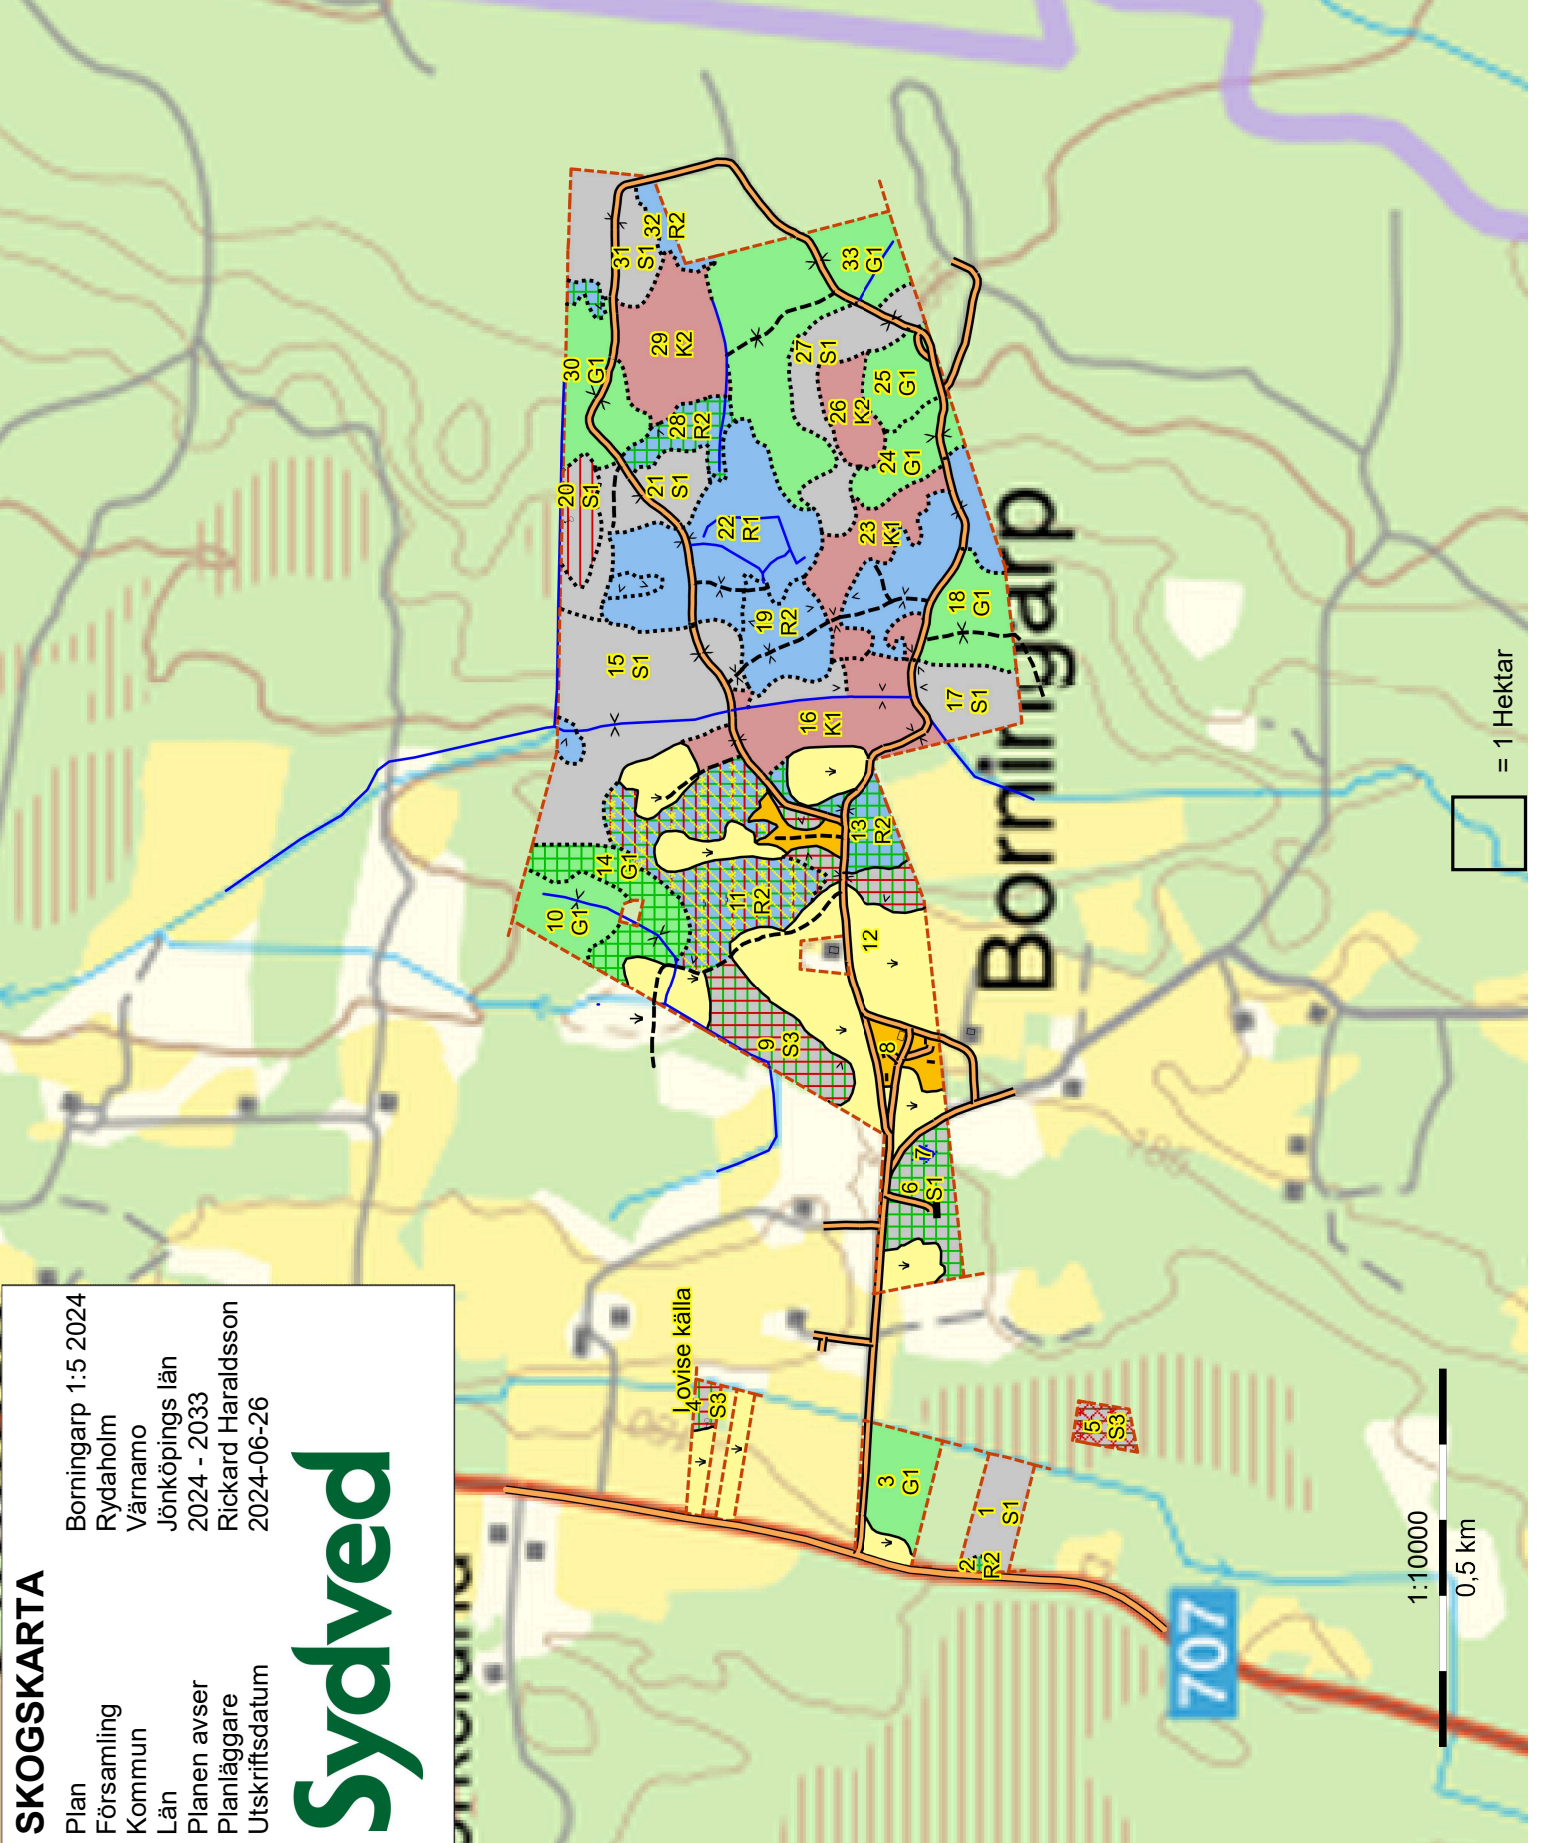 SKOGSKARTA
Plan Borningarp 1:5 2024
Församling Rydaholm
Kommun Värnamo
Län Jönköpings län
Planen avser 2024 - 2033
Planläggare Rickard Haraldsson
Utskriftsdatum 2024-06-26
Sydved
Lovise källa
4
S3
3
G1
1
S1
2
R2
5
S3
6
S1
7
8
9
S3
10
G1
11
R2
12
13
R2
14
G1
15
S1
16
K1
17
S1
18
G1
19
R2
20
S1
21
S1
22
R1
23
K1
24
G1
25
G1
26
K2
27
S1
28
R2
29
K2
30
G1
31
S1
32
R2
33
G1
Borningarp
707
180
185
1:10000
0,5 km
= 1 Hektar